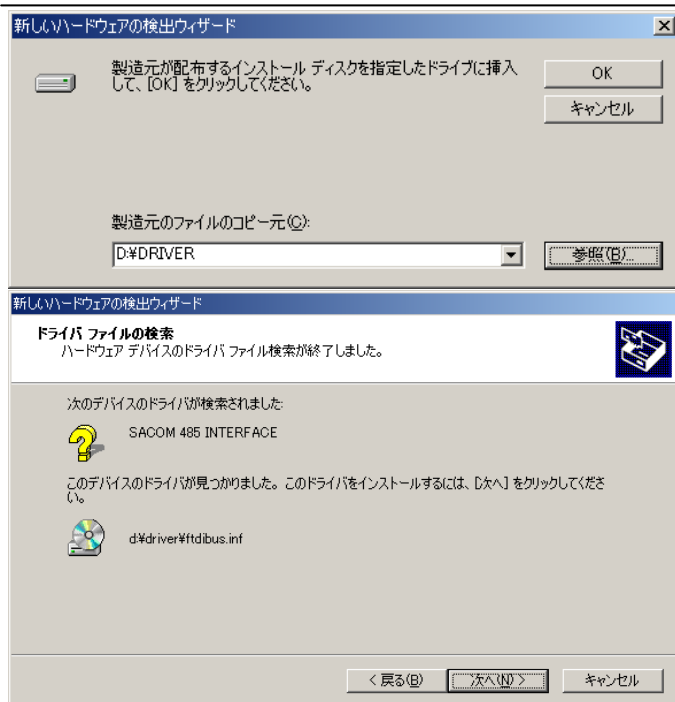 新しいハードウェアの検出ウィザード
製造元が配布するインストール ディスクを指定したドライブに挿入
して、[OK] をクリックしてください。
OK
キャンセル
製造元のファイルのコピー元(C):
D:¥DRIVER
参照(B)...
新しいハードウェアの検出ウィザード
ドライバ ファイルの検索
ハードウェア デバイスのドライバ ファイル検索が終了しました。
次のデバイスのドライバが検索されました:
SACOM 485 INTERFACE
このデバイスのドライバが見つかりました。このドライバをインストールするには、[次へ] をクリックしてくださ
い。
d:¥driver¥ftdibus.inf
< 戻る(B)
次へ(N) >
キャンセル